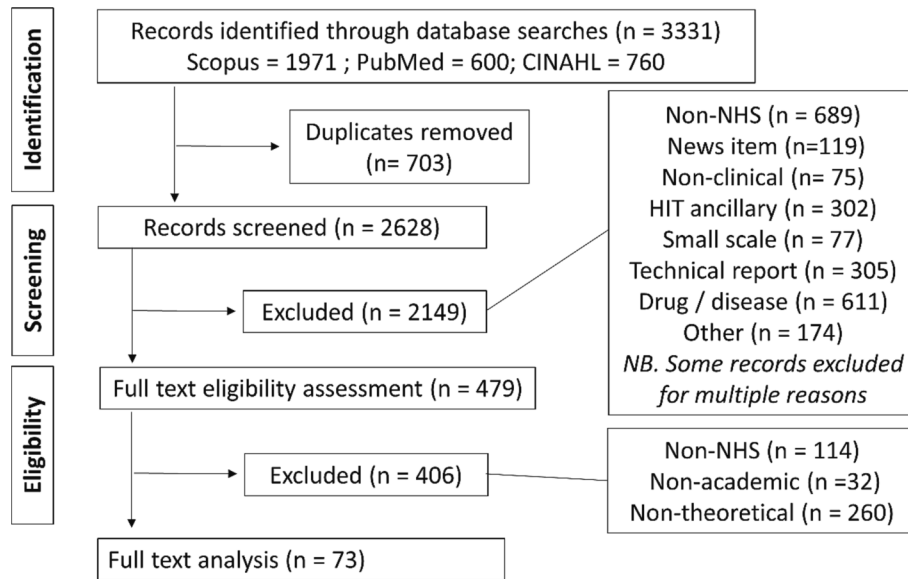 Identification
Records identified through database searches (n = 3331)
Scopus = 1971 ; PubMed = 600; CINAHL = 760
Duplicates removed
(n= 703)
Screening
Records screened (n = 2628)
Excluded (n = 2149)
Non-NHS (n = 689)
News item (n=119)
Non-clinical (n= 75)
HIT ancillary (n = 302)
Small scale (n = 77)
Technical report (n = 305)
Drug / disease (n = 611)
Other (n = 174)
NB. Some records excluded
for multiple reasons
Eligibility
Full text eligibility assessment (n = 479)
Excluded (n = 406)
Non-NHS (n = 114)
Non-academic (n =32)
Non-theoretical (n = 260)
Full text analysis (n = 73)